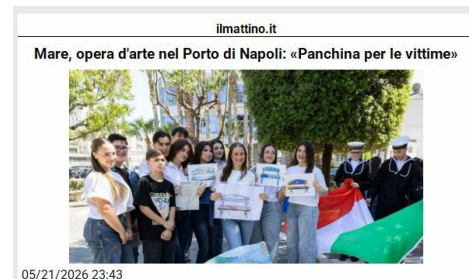 ilmattino.it
Mare, opera d'arte nel Porto di Napoli: «Panchina per le vittime»
05/21/2026 23:43